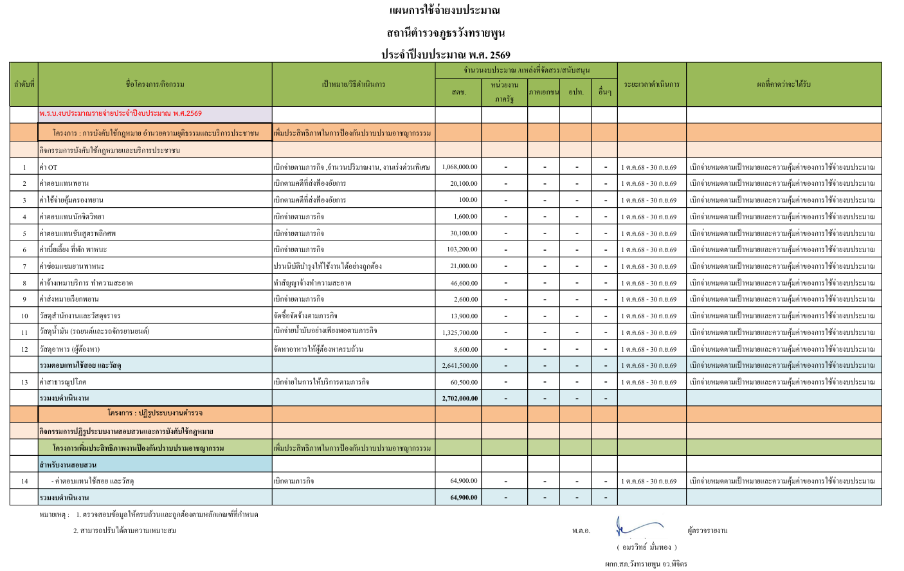 แผนการใช้จ่ายงบประมาณ
สถานีตำรวจภูธรวังทรายพูน
ประจำปีงบประมาณ พ.ศ. 2569
ลำดับที่ ชื่อโครงการ/กิจกรรม เป้าหมาย/วิธีดำเนินการ จำนวนงบประมาณ /แหล่งที่จัดสรร/สนับสนุน ระยะเวลาดำเนินการ ผลที่คาดว่าจะได้รับ
สตช. หน่วยงานภาครัฐ ภาคเอกชน อปท. อื่นๆ
พ.ร.บ.งบประมาณรายจ่ายประจำปีงบประมาณ พ.ศ.2569
โครงการ : การบังคับใช้กฎหมาย อำนวยความยุติธรรมและบริการประชาชน เพิ่มประสิทธิภาพในการป้องกันปราบปรามอาชญากรรม
กิจกรรมการบังคับใช้กฎหมายและบริการประชาชน
1 ค่า OT เบิกจ่ายตามภารกิจ ,จำนวนปริมาณงาน, งานเร่งด่วนพิเศษ 1,068,000.00 - - - - 1 ต.ค.68 - 30 ก.ย.69 เบิกจ่ายหมดตามเป้าหมายและความคุ้มค่าของการใช้จ่ายงบประมาณ
2 ค่าตอบแทนพยาน เบิกตามคดีที่ส่งฟ้องอัยการ 20,100.00 - - - - 1 ต.ค.68 - 30 ก.ย.69 เบิกจ่ายหมดตามเป้าหมายและความคุ้มค่าของการใช้จ่ายงบประมาณ
3 ค่าใช้จ่ายคุ้มครองพยาน เบิกตามคดีที่ส่งฟ้องอัยการ 100.00 - - - - 1 ต.ค.68 - 30 ก.ย.69 เบิกจ่ายหมดตามเป้าหมายและความคุ้มค่าของการใช้จ่ายงบประมาณ
4 ค่าตอบแทนนักจิตวิทยา เบิกจ่ายตามภารกิจ 1,600.00 - - - - 1 ต.ค.68 - 30 ก.ย.69 เบิกจ่ายหมดตามเป้าหมายและความคุ้มค่าของการใช้จ่ายงบประมาณ
5 ค่าตอบแทนชันสูตรพลิกศพ เบิกจ่ายตามภารกิจ 30,100.00 - - - - 1 ต.ค.68 - 30 ก.ย.69 เบิกจ่ายหมดตามเป้าหมายและความคุ้มค่าของการใช้จ่ายงบประมาณ
6 ค่าเบี้ยเลี้ยง ที่พัก พาหนะ เบิกจ่ายตามภารกิจ 103,200.00 - - - - 1 ต.ค.68 - 30 ก.ย.69 เบิกจ่ายหมดตามเป้าหมายและความคุ้มค่าของการใช้จ่ายงบประมาณ
7 ค่าซ่อมแซมยานพาหนะ ปรนนิบัติบำรุงให้ใช้งานได้อย่างถูกต้อง 21,000.00 - - - - 1 ต.ค.68 - 30 ก.ย.69 เบิกจ่ายหมดตามเป้าหมายและความคุ้มค่าของการใช้จ่ายงบประมาณ
8 ค่าจ้างเหมาบริการ ทำความสะอาด ทำสัญญาจ้างทำความสะอาด 46,600.00 - - - - 1 ต.ค.68 - 30 ก.ย.69 เบิกจ่ายหมดตามเป้าหมายและความคุ้มค่าของการใช้จ่ายงบประมาณ
9 ค่าส่งหมายเรียกพยาน เบิกจ่ายตามภารกิจ 2,600.00 - - - - 1 ต.ค.68 - 30 ก.ย.69 เบิกจ่ายหมดตามเป้าหมายและความคุ้มค่าของการใช้จ่ายงบประมาณ
10 วัสดุสำนักงานและวัสดุจราจร จัดซื้อจัดจ้างตามภารกิจ 13,900.00 - - - - 1 ต.ค.68 - 30 ก.ย.69 เบิกจ่ายหมดตามเป้าหมายและความคุ้มค่าของการใช้จ่ายงบประมาณ
11 วัสดุน้ำมัน (รถยนต์และรถจักรยานยนต์) เบิกจ่ายน้ำมันอย่างเพียงพอตามภารกิจ 1,325,700.00 - - - - 1 ต.ค.68 - 30 ก.ย.69 เบิกจ่ายหมดตามเป้าหมายและความคุ้มค่าของการใช้จ่ายงบประมาณ
12 วัสดุอาหาร (ผู้ต้องหา) จัดหาอาหารให้ผู้ต้องหาครบถ้วน 8,600.00 - - - - 1 ต.ค.68 - 30 ก.ย.69 เบิกจ่ายหมดตามเป้าหมายและความคุ้มค่าของการใช้จ่ายงบประมาณ
รวมตอบแทนใช้สอย และวัสดุ 2,641,500.00 - - - - 1 ต.ค.68 - 30 ก.ย.69 เบิกจ่ายหมดตามเป้าหมายและความคุ้มค่าของการใช้จ่ายงบประมาณ
13 ค่าสาธารณูปโภค เบิกจ่ายในการให้บริการตามภารกิจ 60,500.00 - - - - 1 ต.ค.68 - 30 ก.ย.69 เบิกจ่ายหมดตามเป้าหมายและความคุ้มค่าของการใช้จ่ายงบประมาณ
รวมงบดำเนินงาน 2,702,000.00 - - - -
โครงการ : ปฏิรูประบบงานตำรวจ
กิจกรรมการปฏิรูประบบงานสอบสวนและการบังคับใช้กฎหมาย
โครงการเพิ่มประสิทธิภาพงานป้องกันปราบปรามอาชญากรรม เพิ่มประสิทธิภาพในการป้องกันปราบปรามอาชญากรรม
สำหรับงานสอบสวน
14 - ค่าตอบแทนใช้สอย และวัสดุ เบิกตามภารกิจ 64,900.00 - - - - 1 ต.ค.68 - 30 ก.ย.69 เบิกจ่ายหมดตามเป้าหมายและความคุ้มค่าของการใช้จ่ายงบประมาณ
รวมงบดำเนินงาน 64,900.00 - - - -
หมายเหตุ : 1. ตรวจสอบข้อมูลให้ครบถ้วนและถูกต้องตามหลักเกณฑ์ที่กำหนด
2. สามารถปรับได้ตามความเหมาะสม
พ.ต.อ. ผู้ตรวจรายงาน
( อมรวิทย์ มั่นทอง )
ผกก.สภ.วังทรายพูน จว.พิจิตร